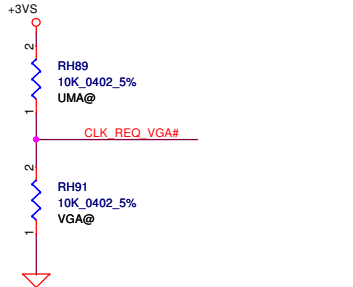 +3VS
2
RH89
10K_0402_5%
UMA@
1
CLK_REQ_VGA#
2
RH91
10K_0402_5%
VGA@
1